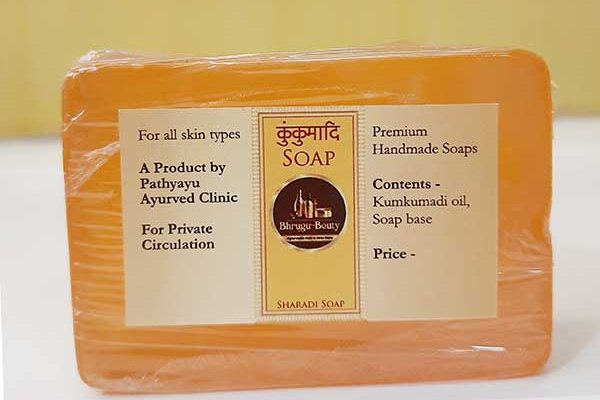 For all skin types
A Product by
Pathyayu
Ayurved Clinic
For Private
Circulation
कुंकुमादि
SOAP
Bhrugu-Bouty
SHARADI SOAP
Premium
Handmade Soaps
Contents -
Kumkumadi oil,
Soap base
Price -